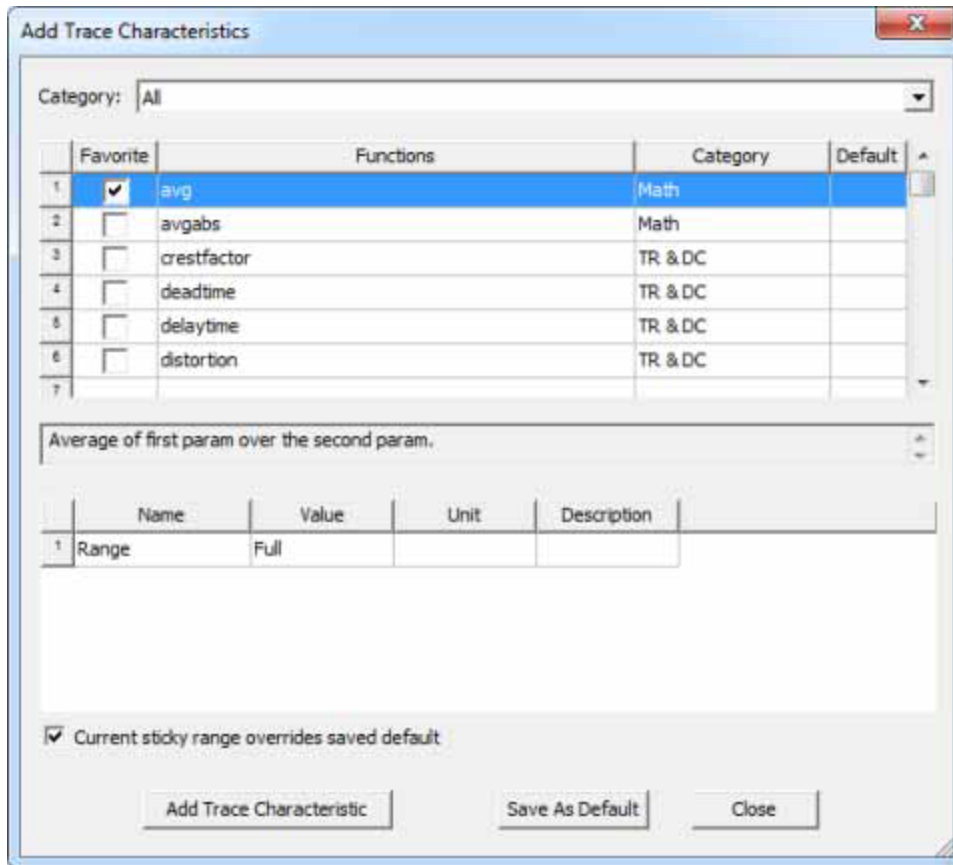 Add Trace Characteristics
Category: All
Favorite Functions Category Default
1 avg Math
2 avgabs Math
3 crestfactor TR & DC
4 deadtime TR & DC
5 delaytime TR & DC
6 distortion TR & DC
7
Average of first param over the second param.
Name Value Unit Description
1 Range Full
Current sticky range overrides saved default
Add Trace Characteristic Save As Default Close